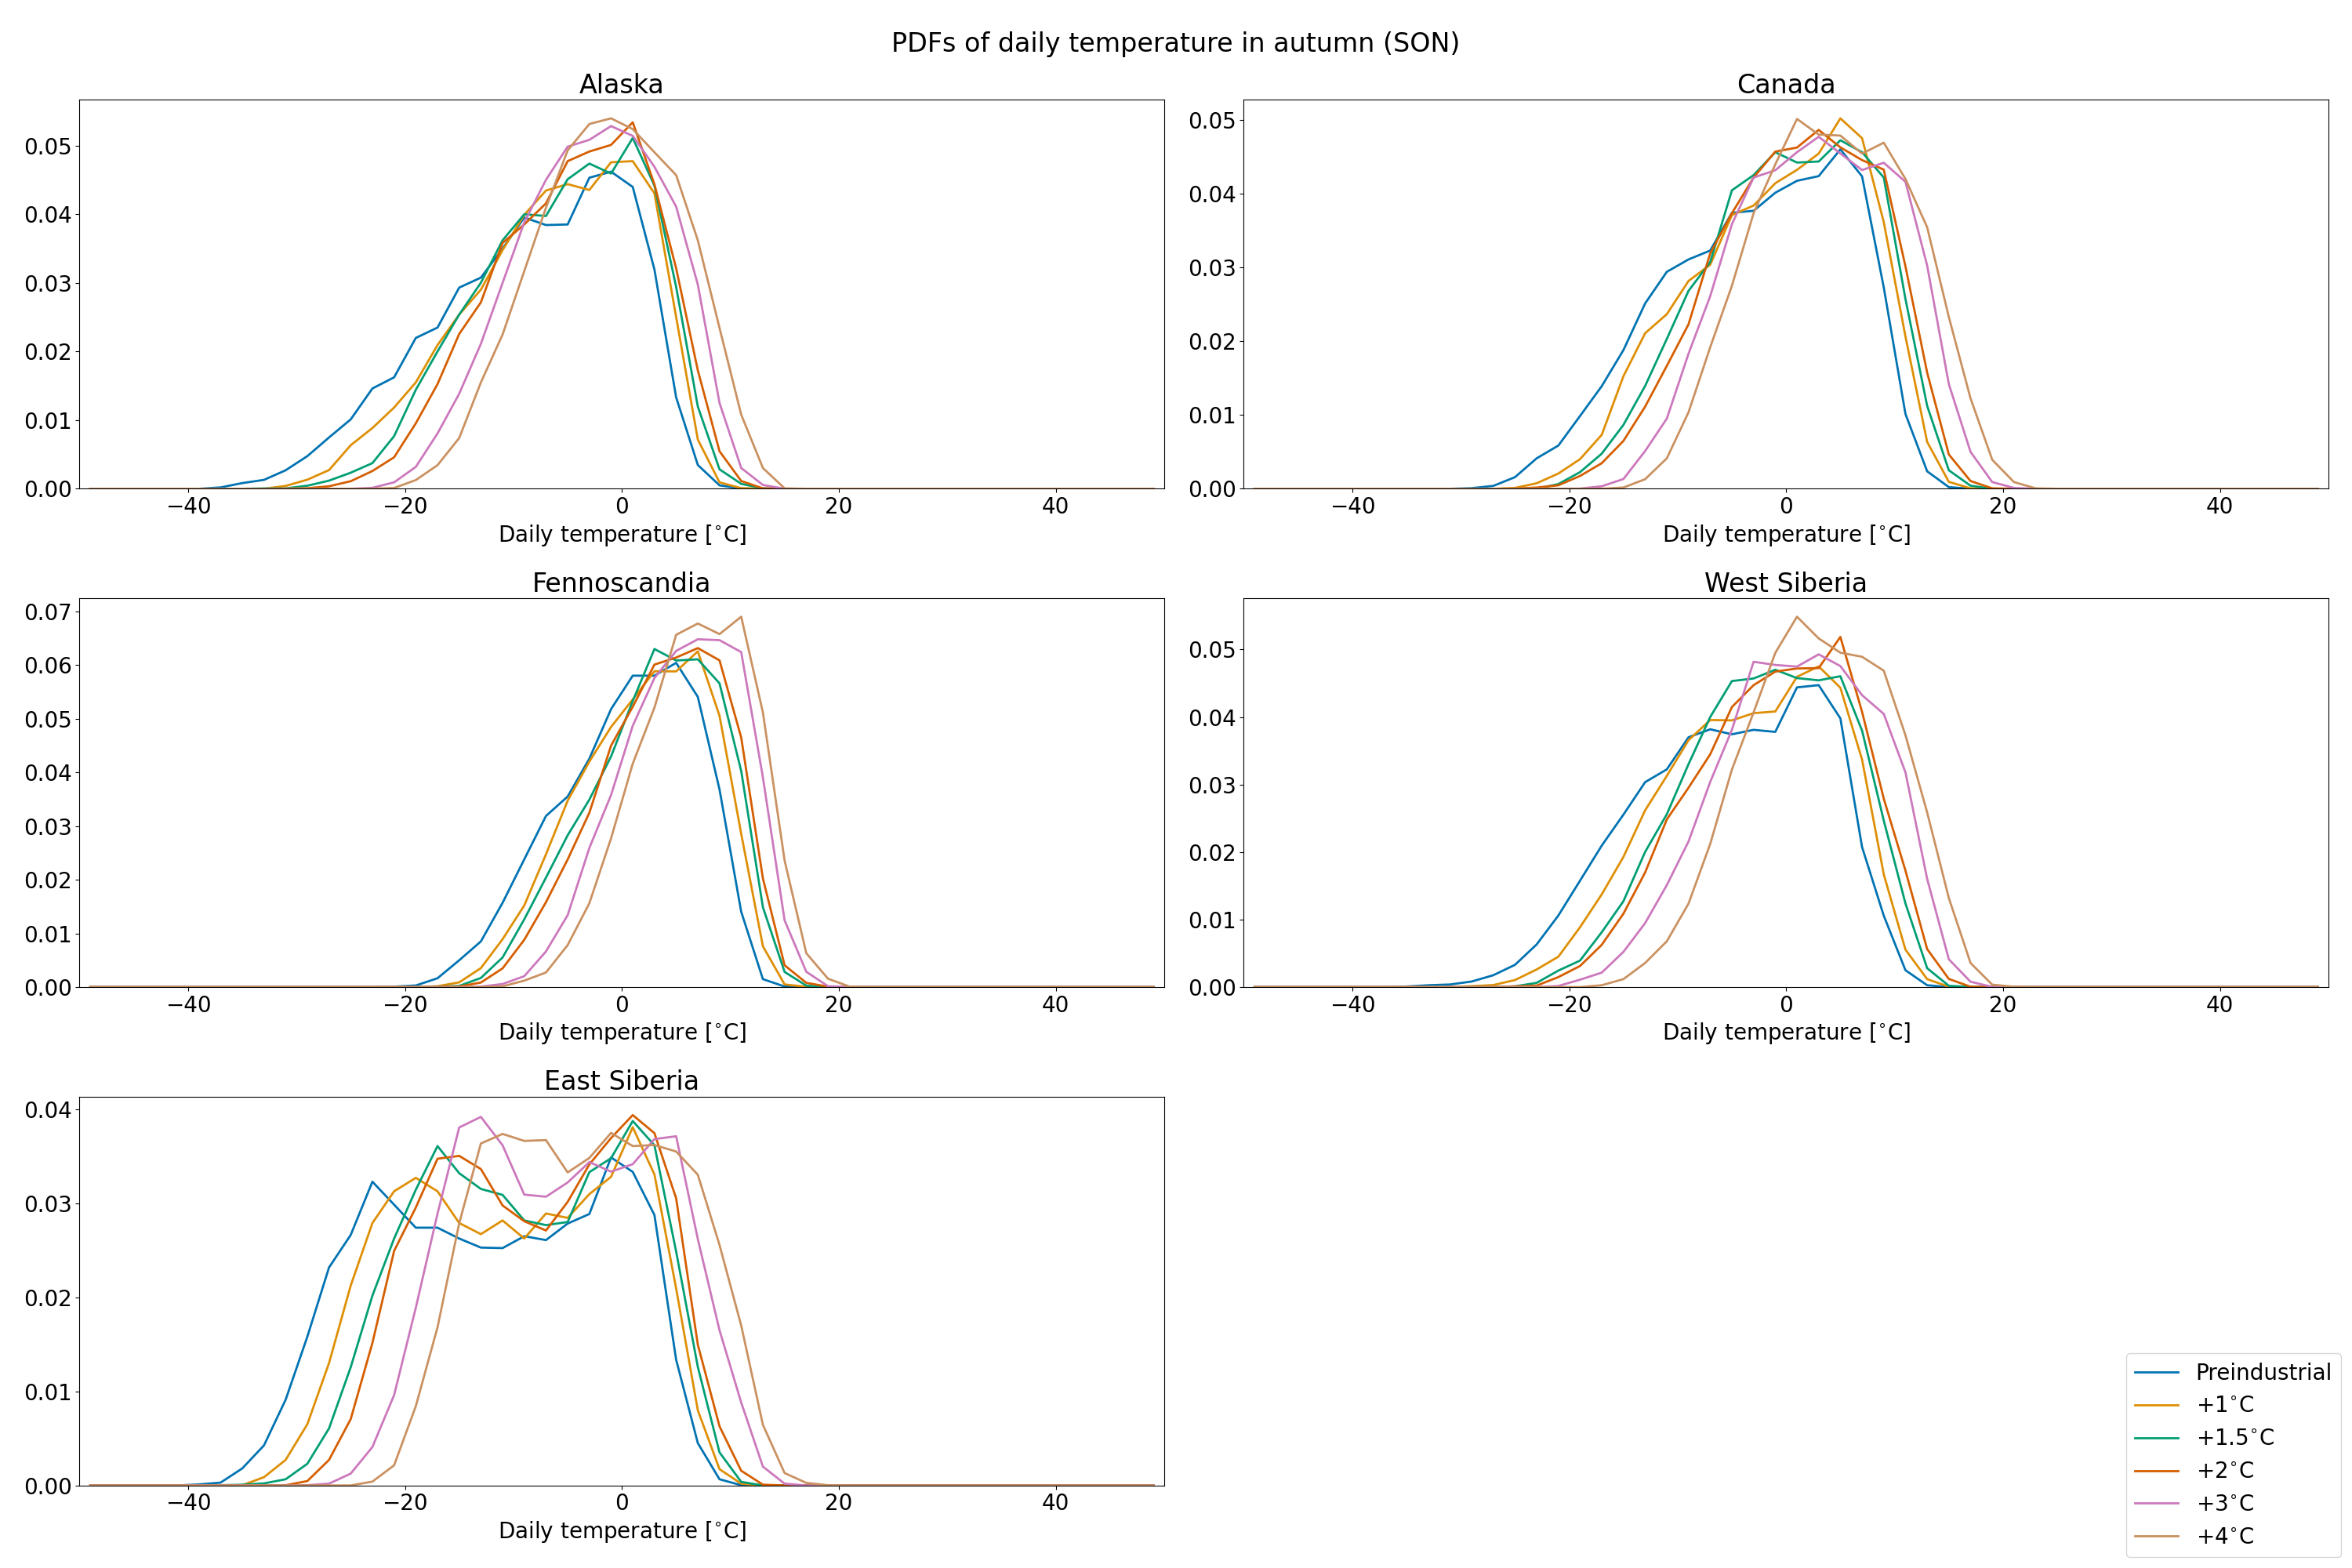 PDFs of daily temperature in autumn (SON)
Alaska
0.05
0.04
0.03
0.02
0.01
0.00
−40 −20 0 20 40
Daily temperature [°C]
Canada
0.05
0.04
0.03
0.02
0.01
0.00
−40 −20 0 20 40
Daily temperature [°C]
Fennoscandia
0.07
0.06
0.05
0.04
0.03
0.02
0.01
0.00
−40 −20 0 20 40
Daily temperature [°C]
West Siberia
0.05
0.04
0.03
0.02
0.01
0.00
−40 −20 0 20 40
Daily temperature [°C]
East Siberia
0.04
0.03
0.02
0.01
0.00
−40 −20 0 20 40
Daily temperature [°C]
Preindustrial
+1°C
+1.5°C
+2°C
+3°C
+4°C